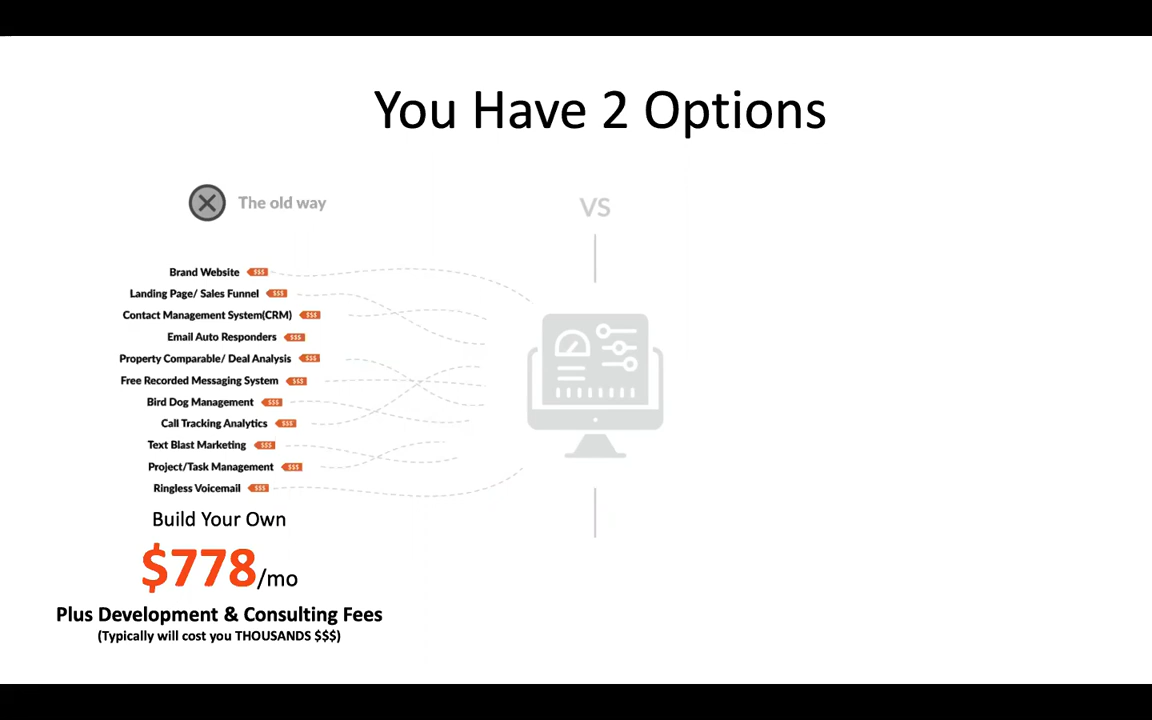 You Have 2 Options
The old way
VS
Brand Website $$$
Landing Page/ Sales Funnel $$$
Contact Management System(CRM) $$$
Email Auto Responders $$$
Property Comparable/ Deal Analysis $$$
Free Recorded Messaging System $$$
Bird Dog Management $$$
Call Tracking Analytics $$$
Text Blast Marketing $$$
Project/Task Management $$$
Ringless Voicemail $$$
Build Your Own
$778/mo
Plus Development & Consulting Fees
(Typically will cost you THOUSANDS $$$)